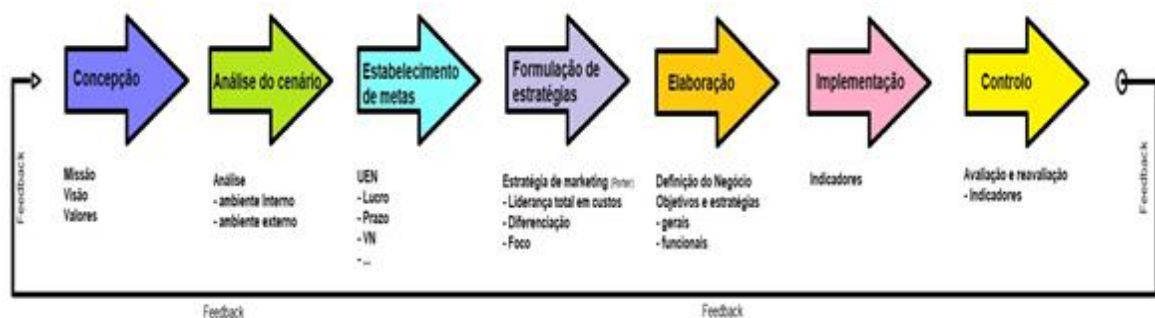 Concepção
Missão
Visão
Valores
Análise do cenário
Análise
- ambiente Interno
- ambiente externo
Estabelecimento
de metas
UEN
- Lucro
- Prazo
- VN
- ...
Formulação de
estratégias
Estratégia de marketing (Porter)
- Liderança total em custos
- Diferenciação
- Foco
Elaboração
Definição do Negócio
Objetivos e estratégias
- gerais
- funcionais
Implementação
Indicadores
Controlo
Avaliação e reavaliação
- Indicadores
Feedback
Feedback
Feedback
Feedback